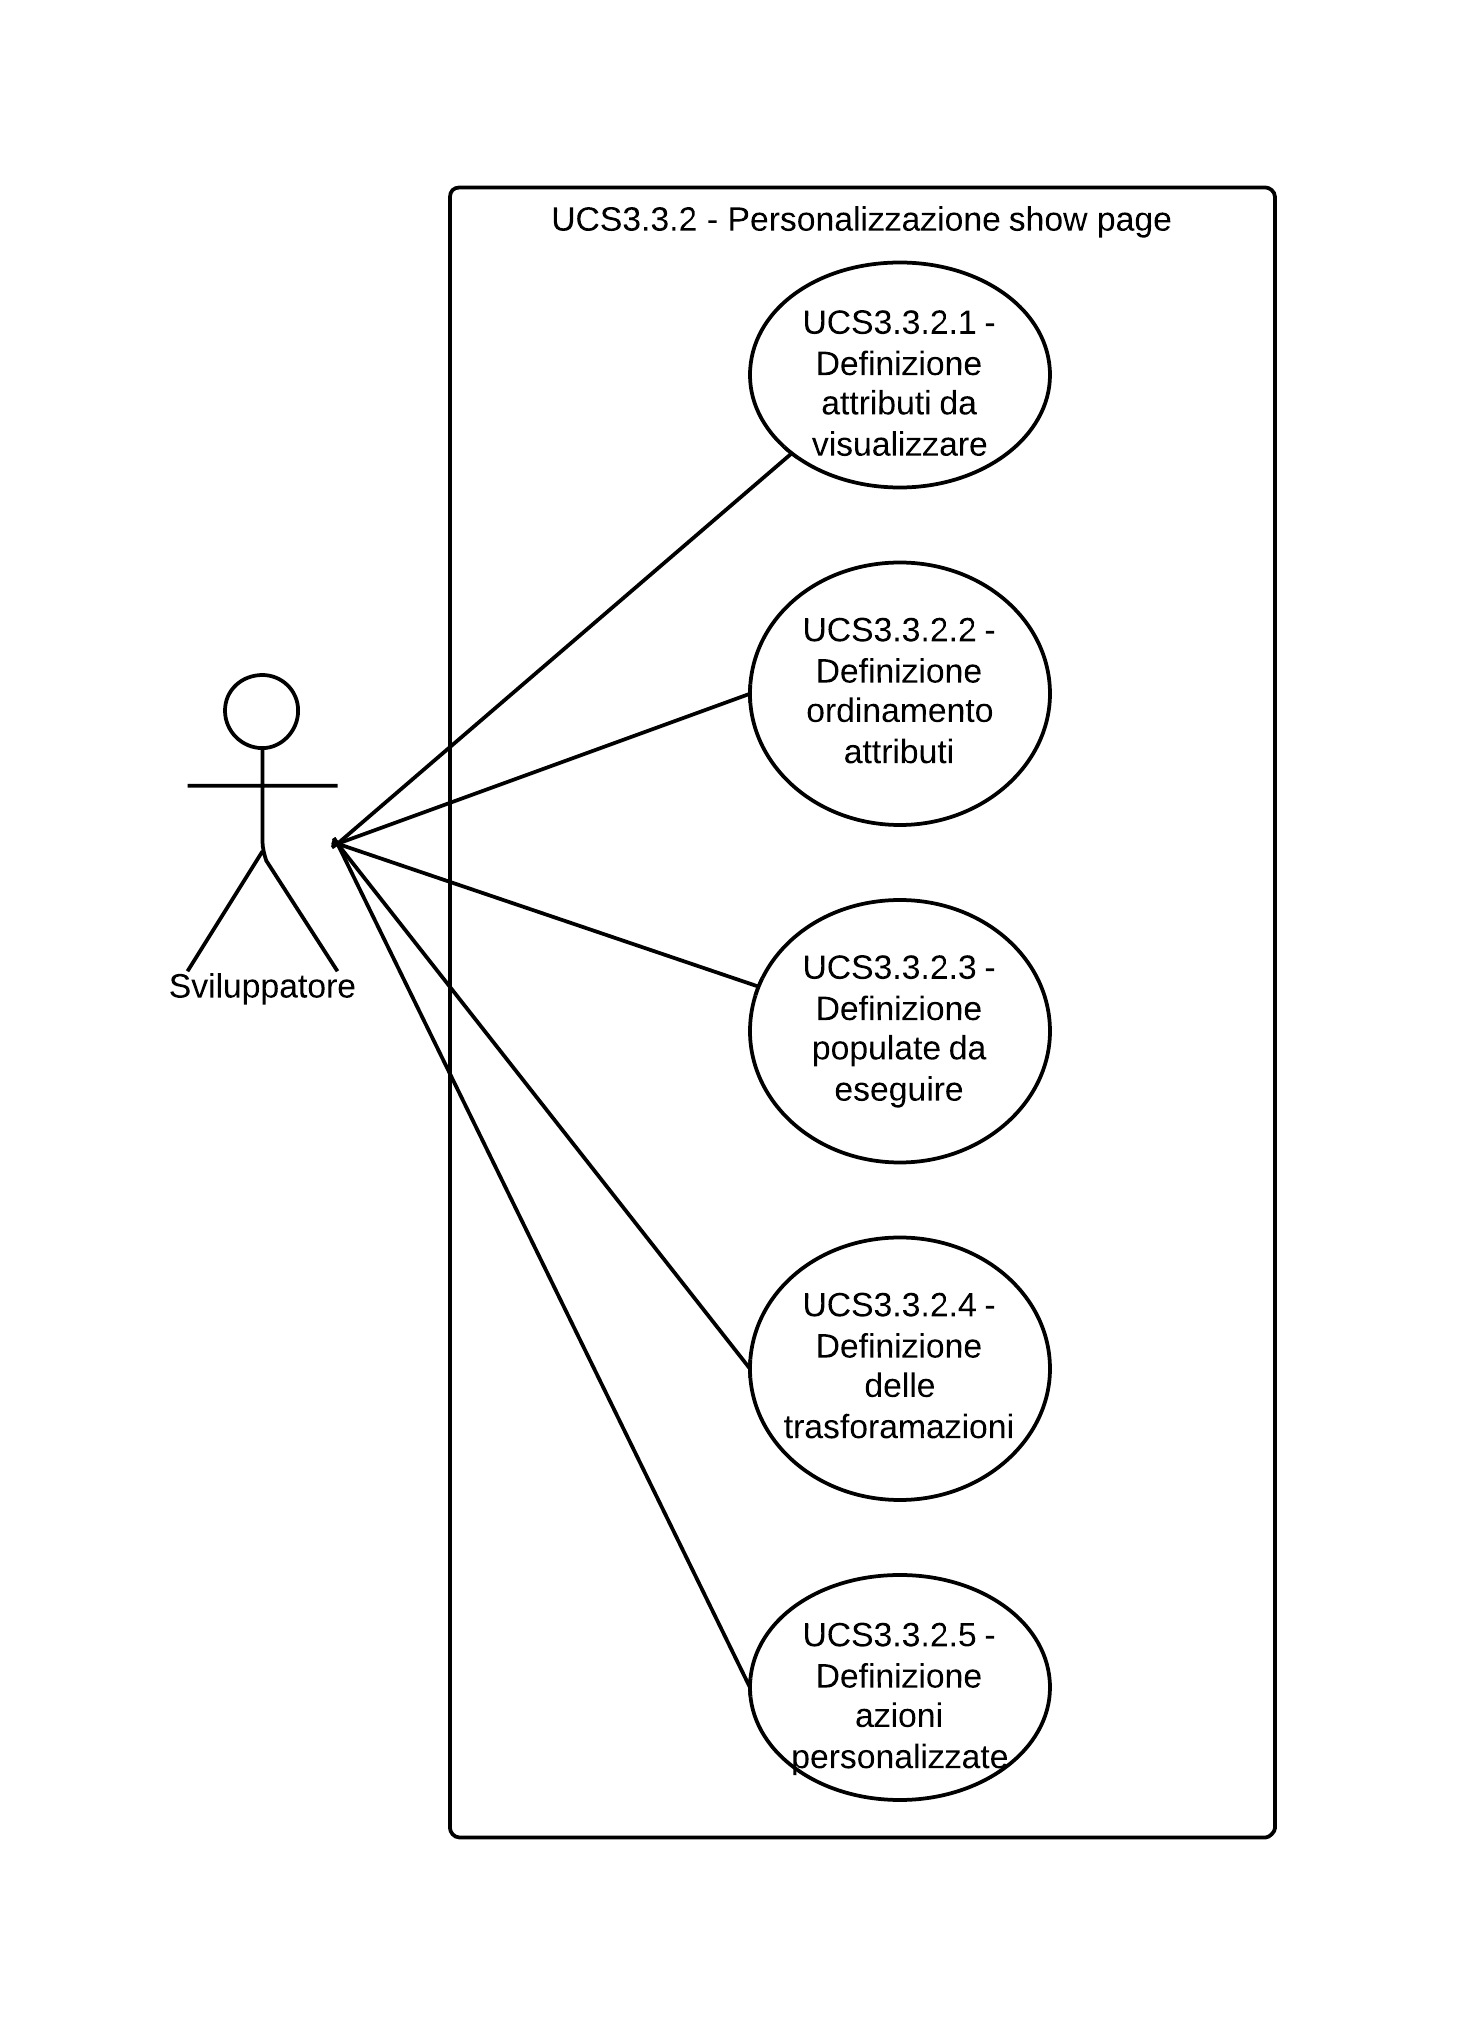 UCS3.3.2 - Personalizzazione show page
UCS3.3.2.1 -
Definizione
attributi da
visualizzare
UCS3.3.2.2 -
Definizione
ordinamento
attributi
Sviluppatore
UCS3.3.2.3 -
Definizione
populate da
eseguire
UCS3.3.2.4 -
Definizione
delle
trasforamazioni
UCS3.3.2.5 -
Definizione
azioni
personalizzate